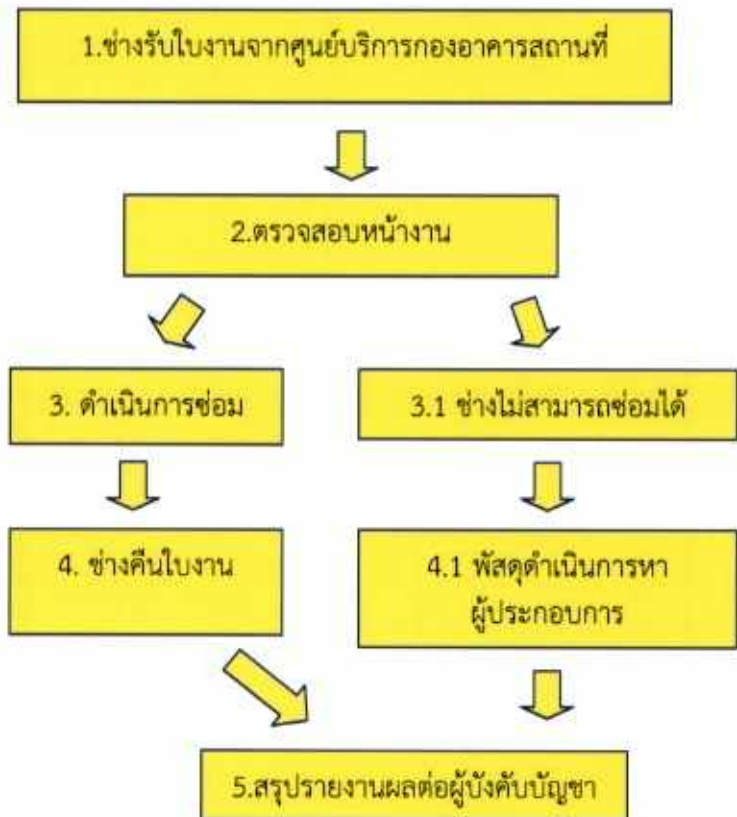 1.ช่างรับใบงานจากศูนย์บริการกองอาคารสถานที่
2.ตรวจสอบหน้างาน
3. ดำเนินการซ่อม
3.1 ช่างไม่สามารถซ่อมได้
4. ช่างคืนใบงาน
4.1 พัสดุดำเนินการหา
ผู้ประกอบการ
5.สรุปรายงานผลต่อผู้บังคับบัญชา